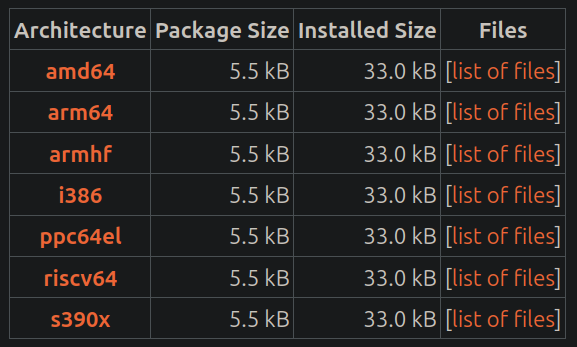 Architecture Package Size Installed Size Files
amd64 5.5 kB 33.0 kB [list of files]
arm64 5.5 kB 33.0 kB [list of files]
armhf 5.5 kB 33.0 kB [list of files]
i386 5.5 kB 33.0 kB [list of files]
ppc64el 5.5 kB 33.0 kB [list of files]
riscv64 5.5 kB 33.0 kB [list of files]
s390x 5.5 kB 33.0 kB [list of files]